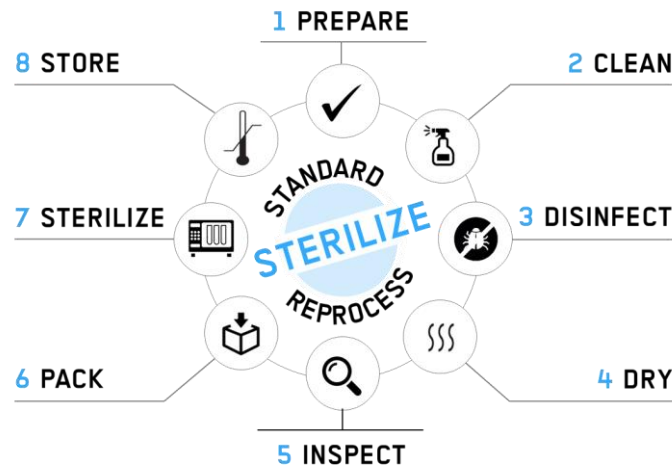 1 PREPARE
2 CLEAN
3 DISINFECT
4 DRY
5 INSPECT
6 PACK
7 STERILIZE
8 STORE
STANDARD
STERILIZE
REPROCESS